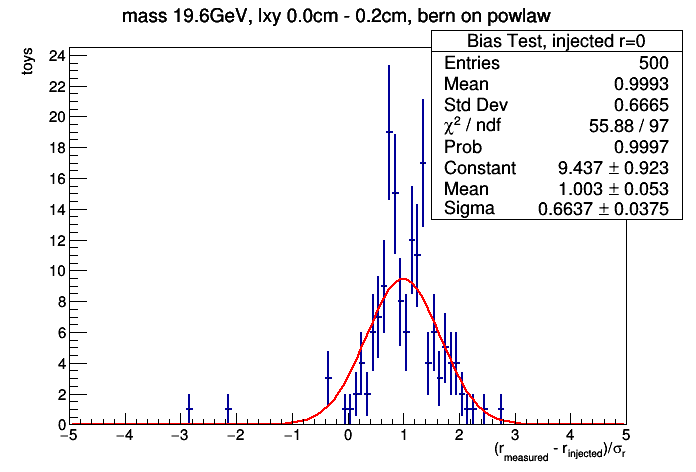 mass 19.6GeV, lxy 0.0cm - 0.2cm, bern on powlaw
Bias Test, injected r=0
Entries 500
Mean 0.9993
Std Dev 0.6665
χ² / ndf 55.88 / 97
Prob 0.9997
Constant 9.437 ± 0.923
Mean 1.003 ± 0.053
Sigma 0.6637 ± 0.0375
toys
24
22
20
18
16
14
12
10
8
6
4
2
0
−5 −4 −3 −2 −1 0 1 2 3 4 5
(r_measured - r_injected)/σ_r